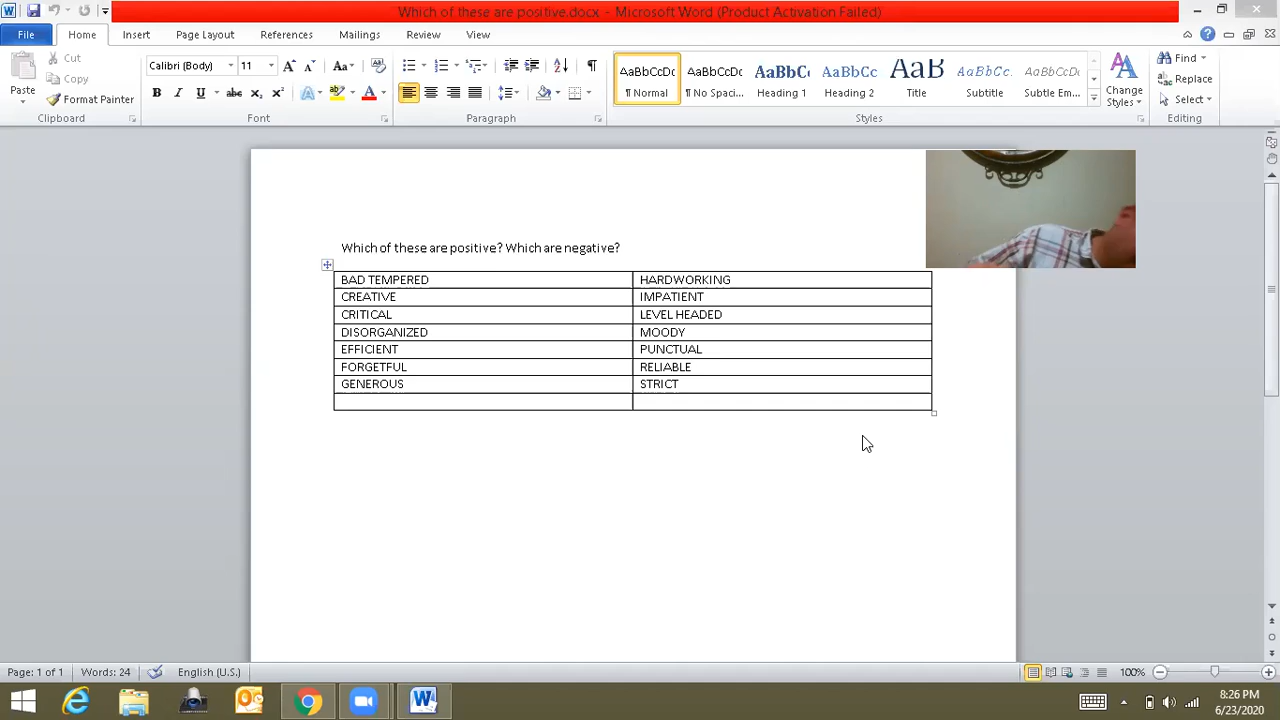 Which of these are positive.docx - Microsoft Word (Product Activation Failed)
File Home Insert Page Layout References Mailings Review View
Cut
Copy
Paste
Format Painter
Calibri (Body) 11
Clipboard Font Paragraph Styles Editing
AaBbCcDc AaBbCcDc AaBbC AaBbCc AaB AaBbCc. AaBbCcDc
¶ Normal ¶ No Spad... Heading 1 Heading 2 Title Subtitle Subtle Em...
Change
Styles
Find
Replace
Select
Which of these are positive? Which are negative?
BAD TEMPERED HARDWORKING
CREATIVE IMPATIENT
CRITICAL LEVEL HEADED
DISORGANIZED MOODY
EFFICIENT PUNCTUAL
FORGETFUL RELIABLE
GENEROUS STRICT
Page: 1 of 1 Words: 24 English (U.S.) 100%
8:26 PM
6/23/2020